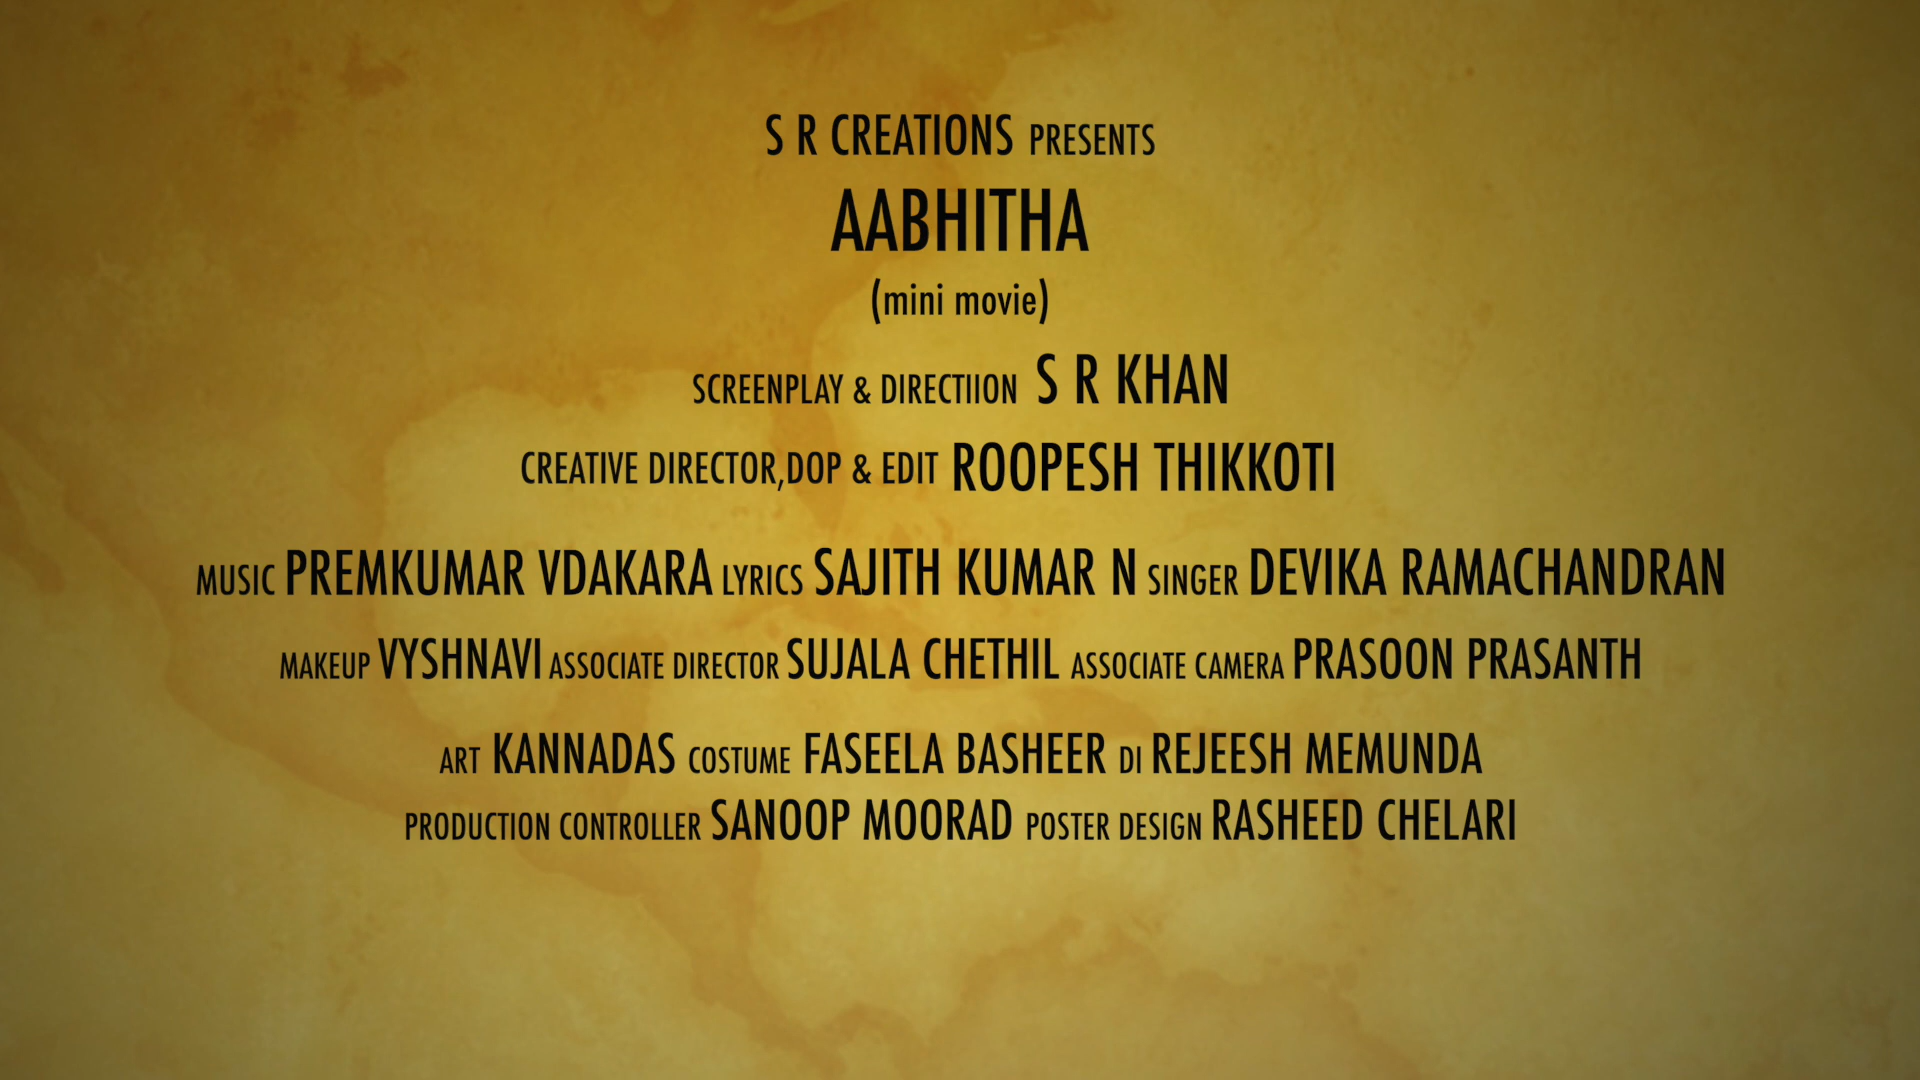 S R CREATIONS PRESENTS
AABHITHA
(mini movie)
SCREENPLAY & DIRECTIION S R KHAN
CREATIVE DIRECTOR,DOP & EDIT ROOPESH THIKKOTI
MUSIC PREMKUMAR VDAKARA LYRICS SAJITH KUMAR N SINGER DEVIKA RAMACHANDRAN
MAKEUP VYSHNAVI ASSOCIATE DIRECTOR SUJALA CHETHIL ASSOCIATE CAMERA PRASOON PRASANTH
ART KANNADAS COSTUME FASEELA BASHEER DI REJEESH MEMUNDA
PRODUCTION CONTROLLER SANOOP MOORAD POSTER DESIGN RASHEED CHELARI